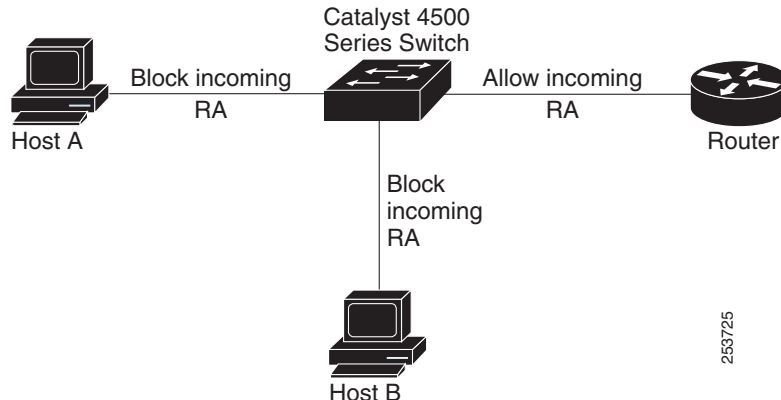 Catalyst 4500
Series Switch
Block incoming
RA
Allow incoming
RA
Host A
Router
Block
incoming
RA
Host B
253725